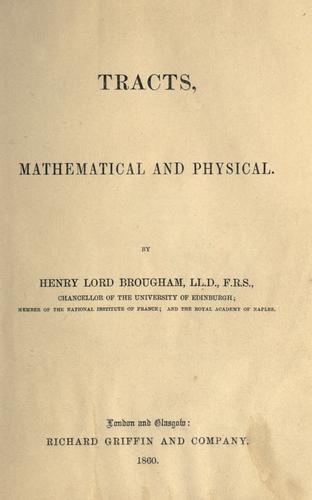 TRACTS,
MATHEMATICAL AND PHYSICAL.
BY
HENRY LORD BROUGHAM, LL.D., F.R.S.,
CHANCELLOR OF THE UNIVERSITY OF EDINBURGH;
MEMBER OF THE NATIONAL INSTITUTE OF FRANCE; AND THE ROYAL ACADEMY OF NAPLES.
London and Glasgow:
RICHARD GRIFFIN AND COMPANY.
1860.